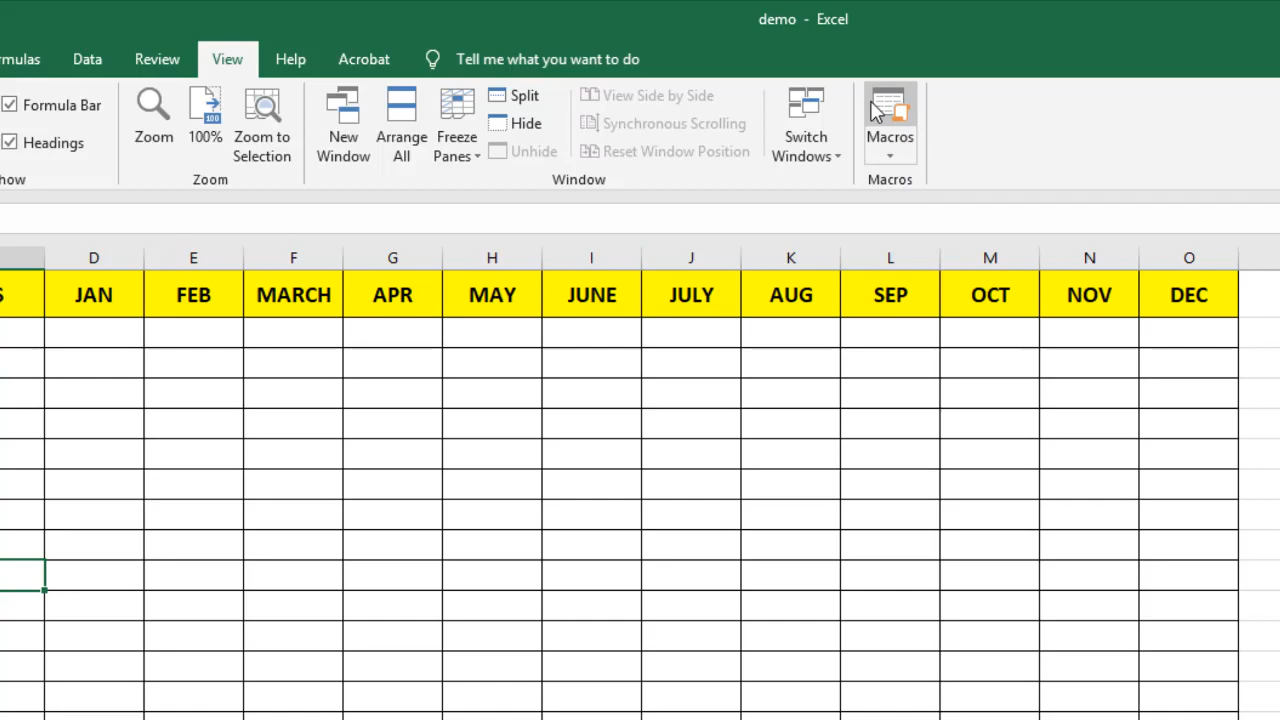 demo - Excel
rmulas Data Review View Help Acrobat Tell me what you want to do
Formula Bar
Headings
how
Zoom
100%
100
Zoom to
Selection
Zoom
New
Window
Arrange
All
Freeze
Panes
Split
Hide
Unhide
View Side by Side
Synchronous Scrolling
Reset Window Position
Window
Switch
Windows
Macros
Macros
D E F G H I J K L M N O
S JAN FEB MARCH APR MAY JUNE JULY AUG SEP OCT NOV DEC